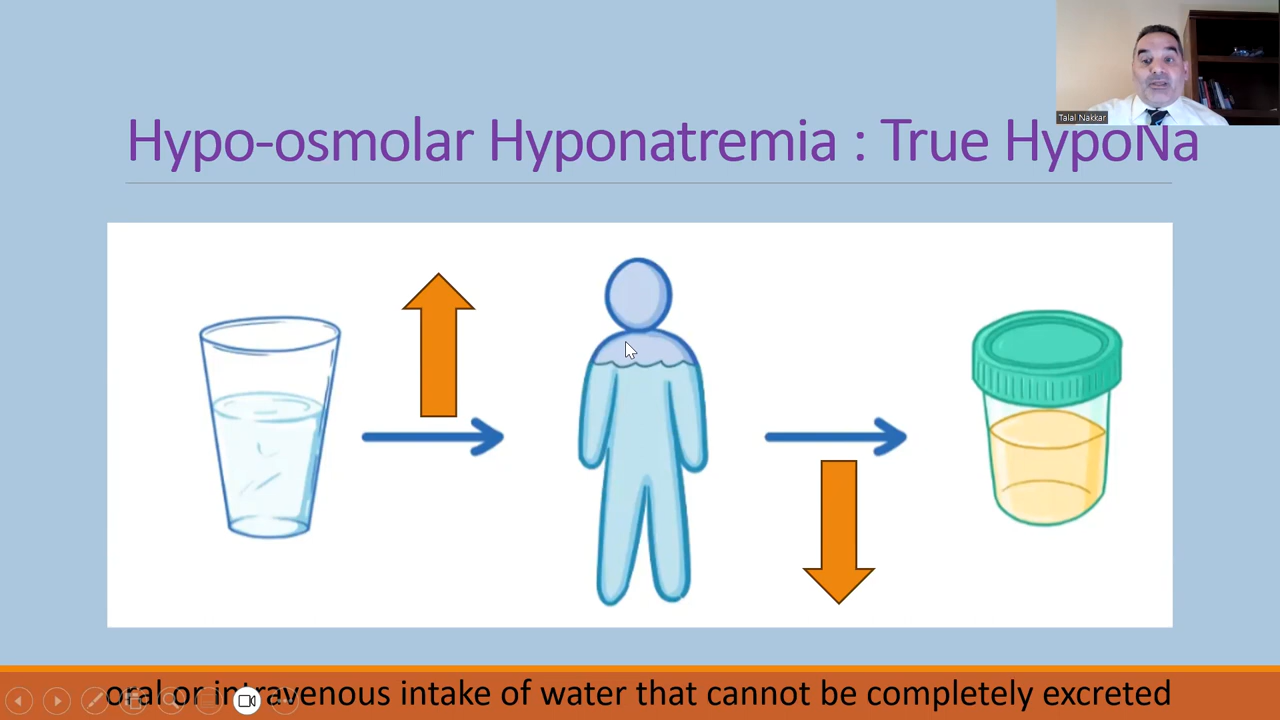 Talal Nakkar
Hypo-osmolar Hyponatremia : True HypoNa
oral or intravenous intake of water that cannot be completely excreted